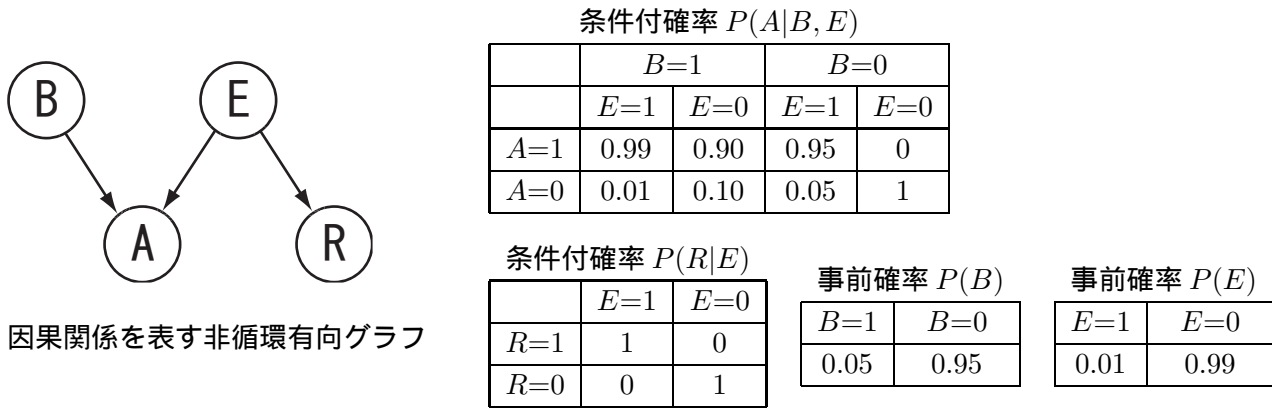 B
E
A
R
因果関係を表す非循環有向グラフ
条件付確率 P(A|B, E)
B=1 B=0
E=1 E=0 E=1 E=0
A=1 0.99 0.90 0.95 0
A=0 0.01 0.10 0.05 1
条件付確率 P(R|E)
E=1 E=0
R=1 1 0
R=0 0 1
事前確率 P(B)
B=1 B=0
0.05 0.95
事前確率 P(E)
E=1 E=0
0.01 0.99